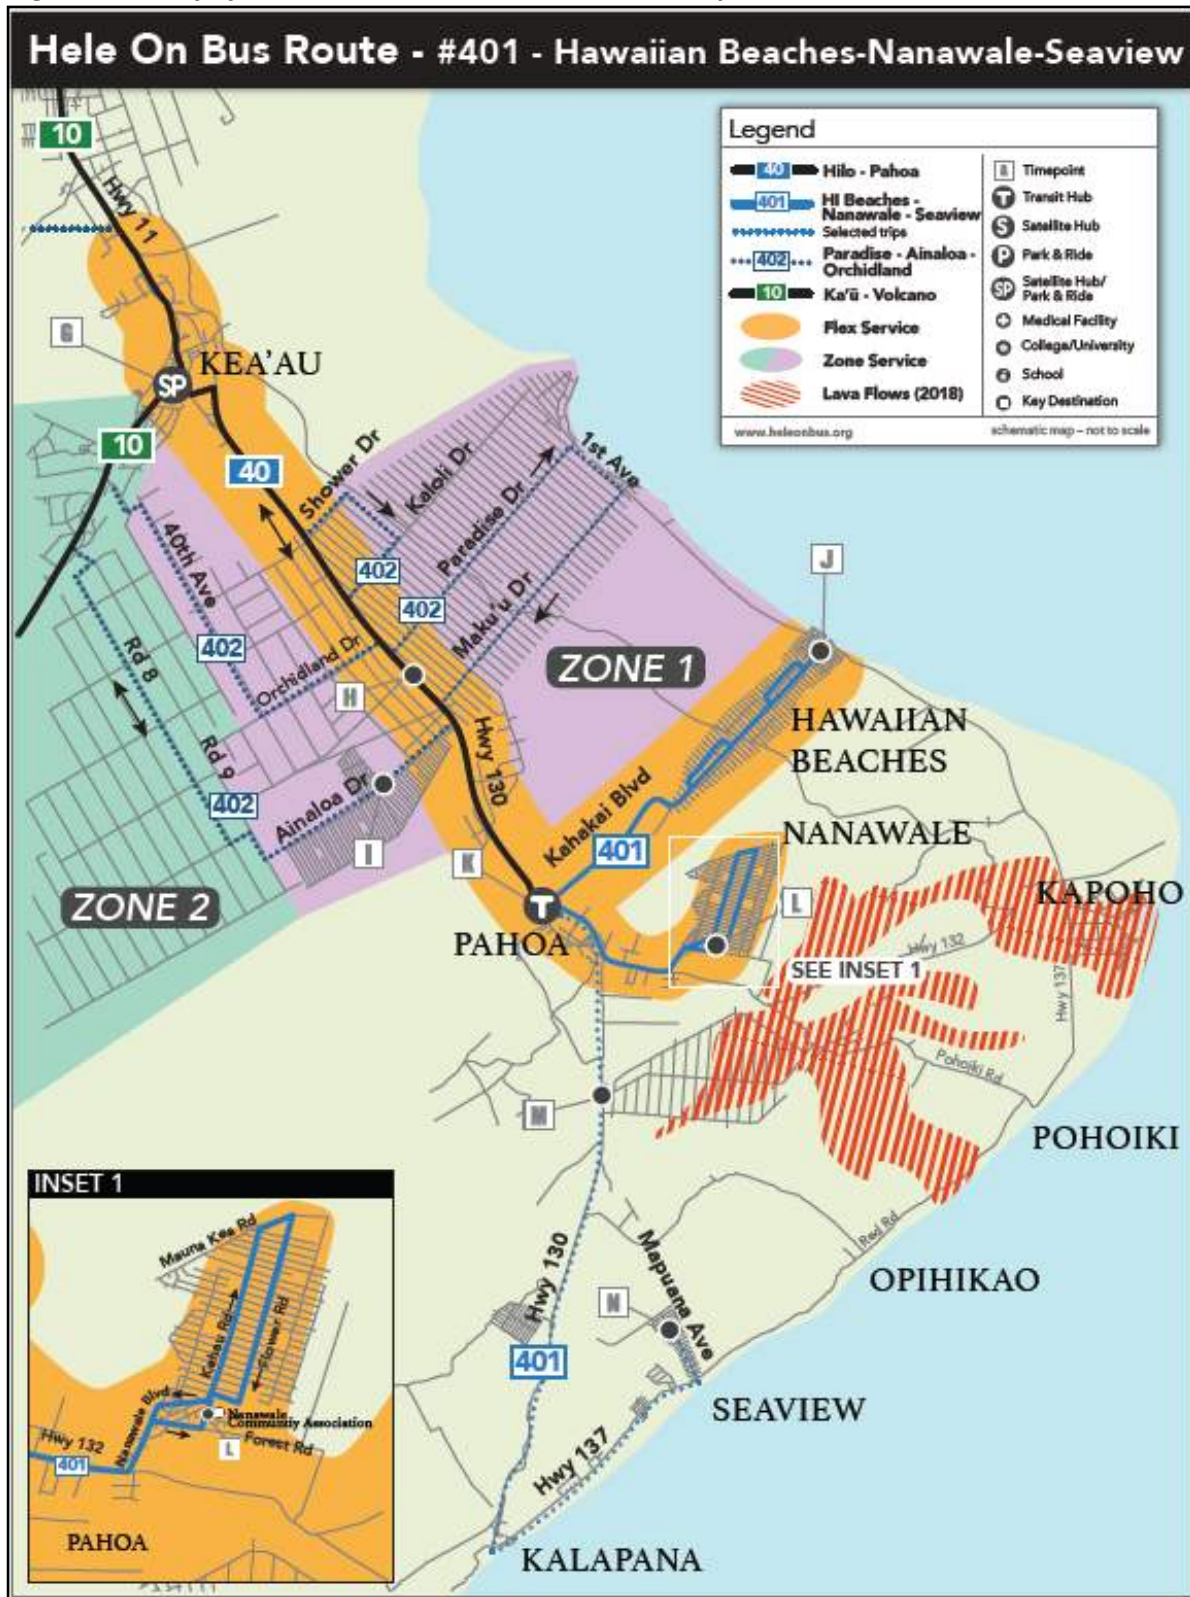 Hele On Bus Route - #401 - Hawaiian Beaches-Nanawale-Seaview
Legend
40 Hilo - Pahoa
401 HI Beaches -
Nanawale - Seaview
Selected trips
402 Paradise - Ainaloa -
Orchidland
10 Ka'ū - Volcano
Flex Service
Zone Service
Lava Flows (2018)
Timepoint
T Transit Hub
S Satellite Hub
P Park & Ride
SP Satellite Hub/
Park & Ride
Medical Facility
College/University
School
Key Destination
www.heleonbus.org
schematic map – not to scale
10
Hwy 11
G
KEA'AU
SP
10
40
Shower Dr
Kaloli Dr
1st Ave
Paradise Dr
40th Ave
402
402
Maku'u Dr
J
Rd 8
402
Orchidland Dr
H
ZONE 1
HAWAIIAN
BEACHES
Rd 9
Hwy 130
402
Ainaloa Dr
I
K
Kahakai Blvd
401
NANAWALE
ZONE 2
T
L
KAPOHO
PAHOA
Hwy 132
SEE INSET 1
Hwy 137
Pohoiki Rd
M
POHOIKI
Red Rd
Hwy 130
Mapuana Ave
OPIHIKAO
N
401
SEAVIEW
Hwy 137
KALAPANA
INSET 1
Mauna Kea Rd
Kehau Rd
Flower Rd
Nanawale Blvd
Nanawale
Community Association
Forest Rd
L
Hwy 132
401
PAHOA